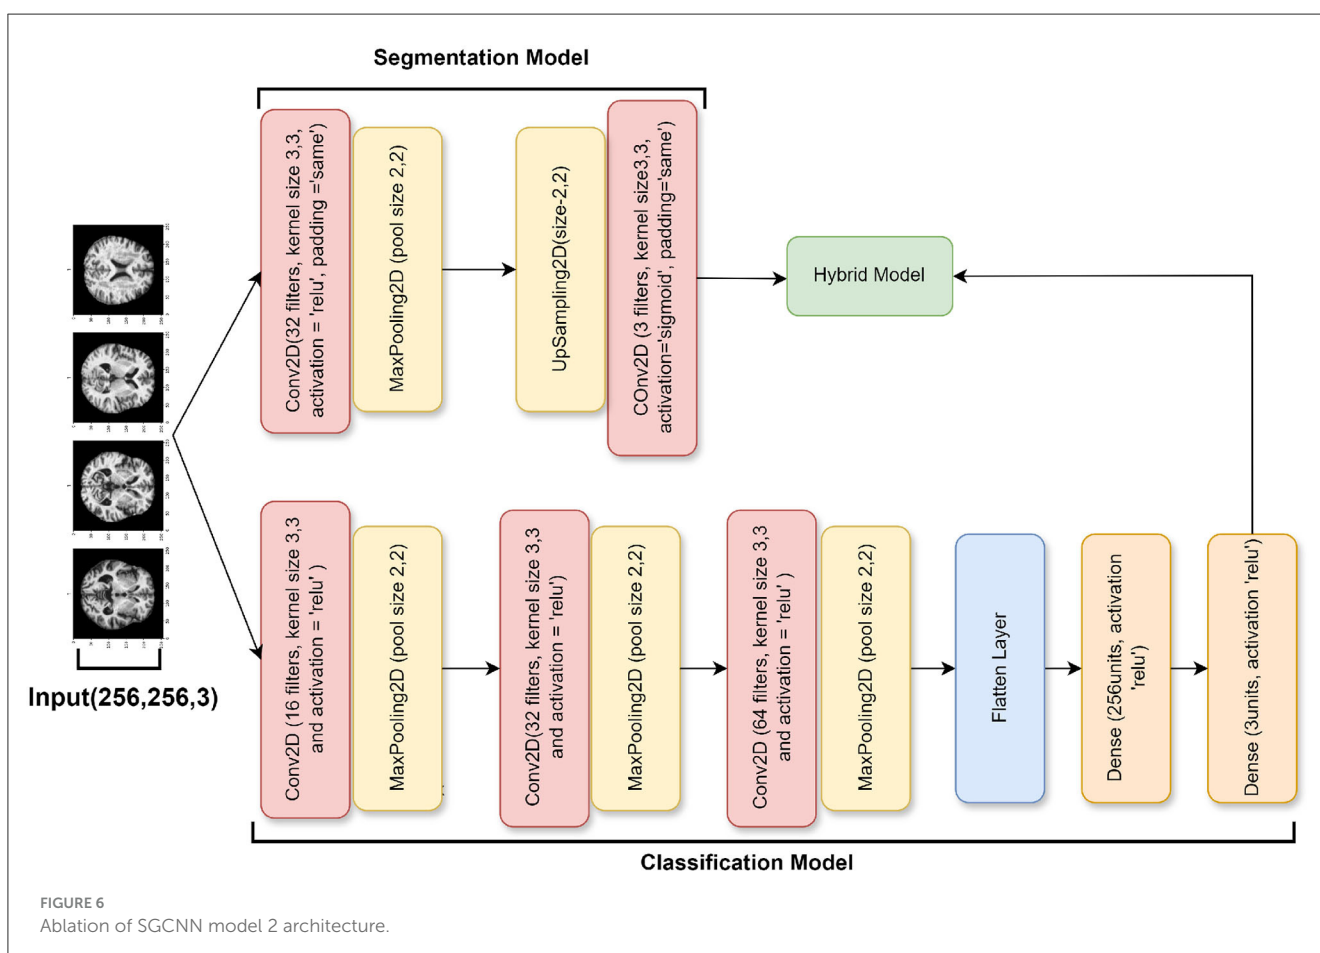 Segmentation Model
Conv2D(32 filters, kernel size 3,3,
activation = 'relu', padding ='same')
MaxPooling2D (pool size 2,2)
UpSampling2D(size-2,2)
COnv2D (3 filters, kernel size3,3,
activation='sigmoid', padding='same')
Hybrid Model
Input(256,256,3)
Conv2D (16 filters, kernel size 3,3
and activation = 'relu')
MaxPooling2D (pool size 2,2)
Conv2D(32 filters, kernel size 3,3
and activation = 'relu')
MaxPooling2D (pool size 2,2)
Conv2D (64 filters, kernel size 3,3
and activation = 'relu' )
MaxPooling2D (pool size 2,2)
Flatten Layer
Dense (256units, activation
'relu')
Dense (3units, activation 'relu')
Classification Model
FIGURE 6
Ablation of SGCNN model 2 architecture.